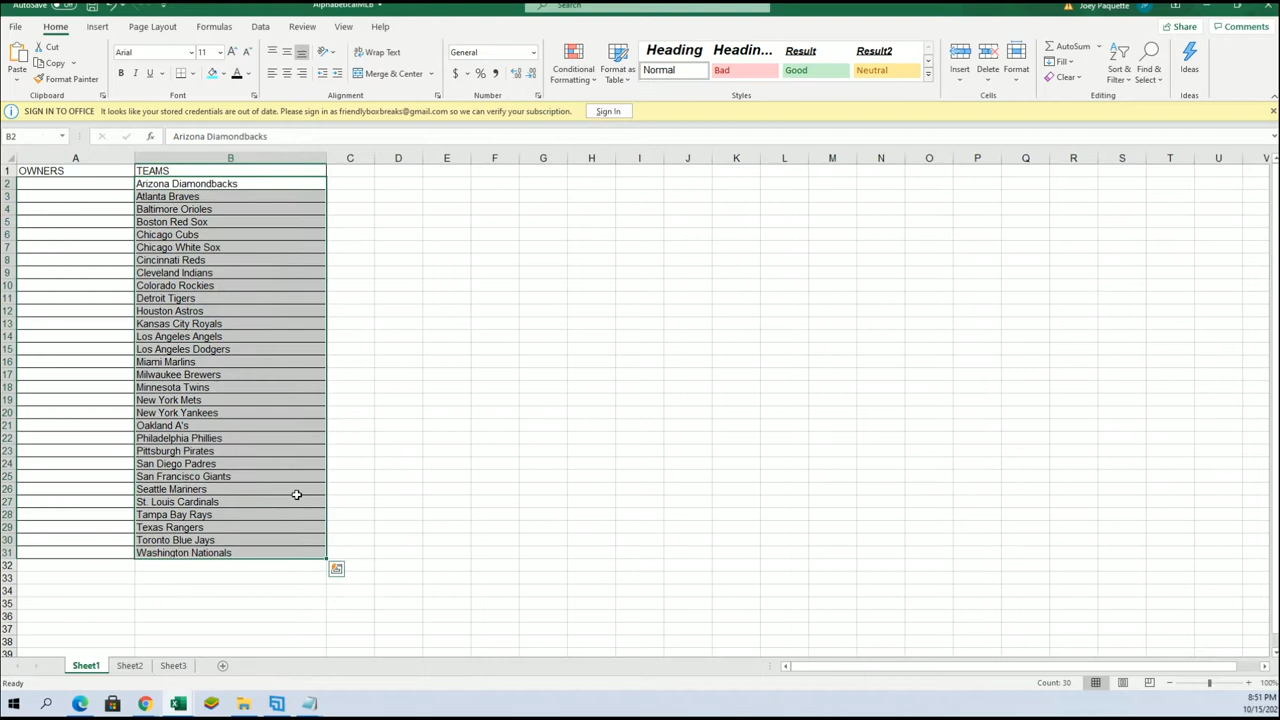 AutoSave Off AlphabeticalMLB Search Joey Paquette JP
File Home Insert Page Layout Formulas Data Review View Help Share Comments
Paste Cut Copy Format Painter Clipboard
Arial 11 A A B I U A Font
Wrap Text Merge & Center Alignment
General $ % , Number
Conditional Formatting Format as Table
Heading Headin... Result Result2
Normal Bad Good Neutral
Styles
Insert Delete Format Cells
AutoSum Fill Clear Sort & Filter Find & Select Editing
Ideas Ideas
SIGN IN TO OFFICE It looks like your stored credentials are out of date. Please sign in as friendlyboxbreaks@gmail.com so we can verify your subscription. Sign In
B2 fx Arizona Diamondbacks
A B C D E F G H I J K L M N O P Q R S T U V
1 OWNERS TEAMS
2 Arizona Diamondbacks
3 Atlanta Braves
4 Baltimore Orioles
5 Boston Red Sox
6 Chicago Cubs
7 Chicago White Sox
8 Cincinnati Reds
9 Cleveland Indians
10 Colorado Rockies
11 Detroit Tigers
12 Houston Astros
13 Kansas City Royals
14 Los Angeles Angels
15 Los Angeles Dodgers
16 Miami Marlins
17 Milwaukee Brewers
18 Minnesota Twins
19 New York Mets
20 New York Yankees
21 Oakland A's
22 Philadelphia Phillies
23 Pittsburgh Pirates
24 San Diego Padres
25 San Francisco Giants
26 Seattle Mariners
27 St. Louis Cardinals
28 Tampa Bay Rays
29 Texas Rangers
30 Toronto Blue Jays
31 Washington Nationals
32
33
34
35
36
37
38
39
Sheet1 Sheet2 Sheet3
Ready Count: 30 100%
8:51 PM
10/15/202